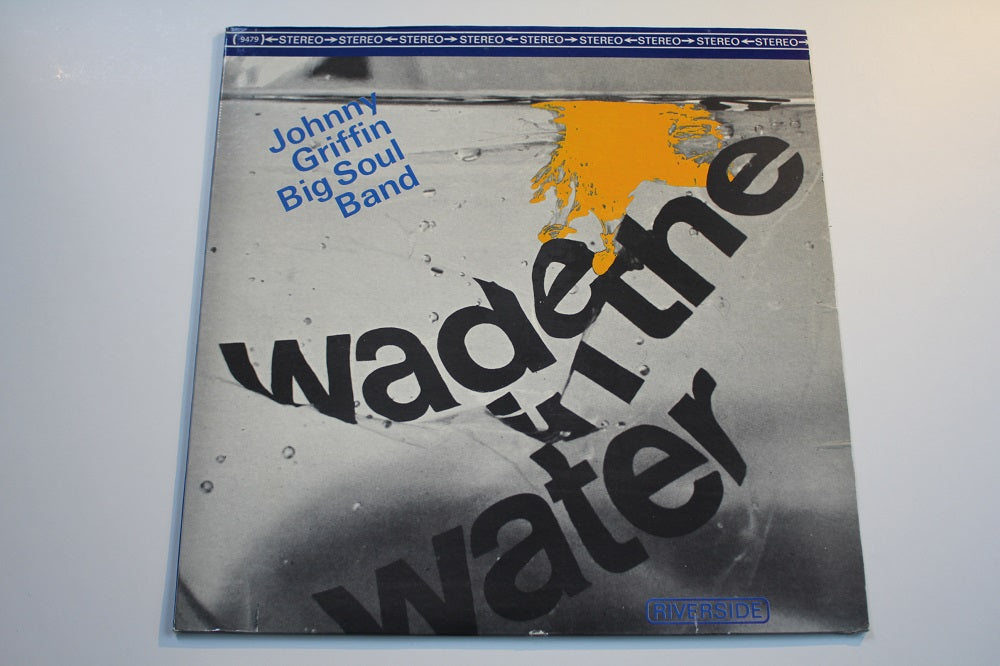 (9479)←STEREO→STEREO←STEREO→STEREO←STEREO→STEREO←STEREO→STEREO←STEREO→
Johnny
Griffin
Big Soul
Band
wade
in the
water
RIVERSIDE